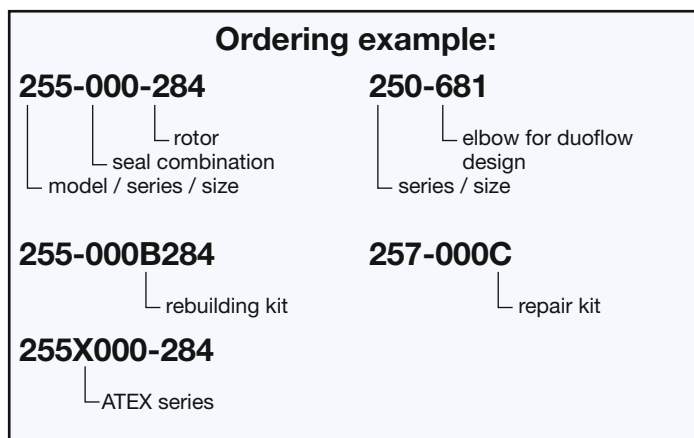 Ordering example:
255-000-284
rotor
seal combination
model / series / size
250-681
elbow for duoflow
design
series / size
255-000B284
rebuilding kit
257-000C
repair kit
255X000-284
ATEX series